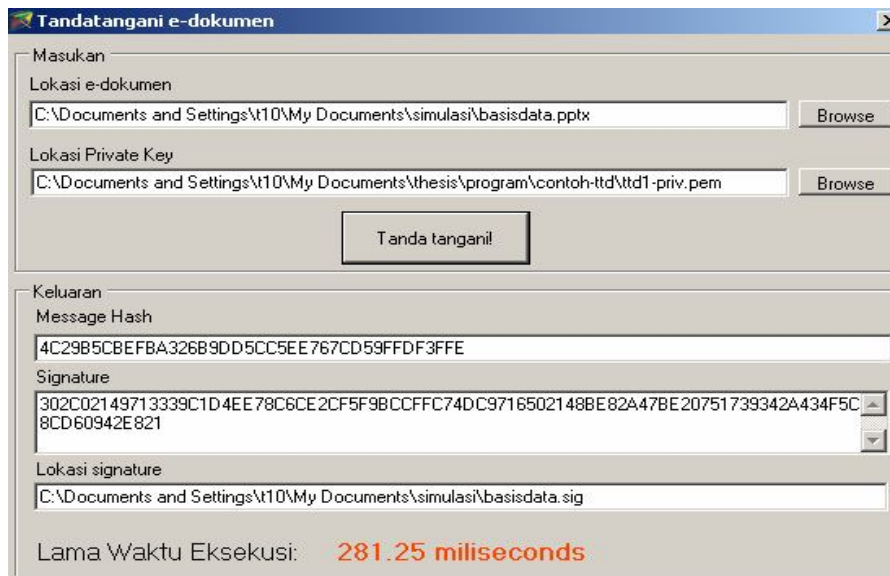 Tandatangani e-dokumen
Masukan
Lokasi e-dokumen
C:\Documents and Settings\t10\My Documents\simulasi\basisdata.pptx
Browse
Lokasi Private Key
C:\Documents and Settings\t10\My Documents\thesis\program\contoh-ttd\ttd1-priv.pem
Browse
Tanda tangani!
Keluaran
Message Hash
4C29B5CBEFBA326B9DD5CC5EE767CD59FFDF3FFE
Signature
302C02149713339C1D4EE78C6CE2CF5F9BCCFFC74DC9716502148BE82A47BE20751739342A434F5C
8CD60942E821
Lokasi signature
C:\Documents and Settings\t10\My Documents\simulasi\basisdata.sig
Lama Waktu Eksekusi: 281.25 miliseconds